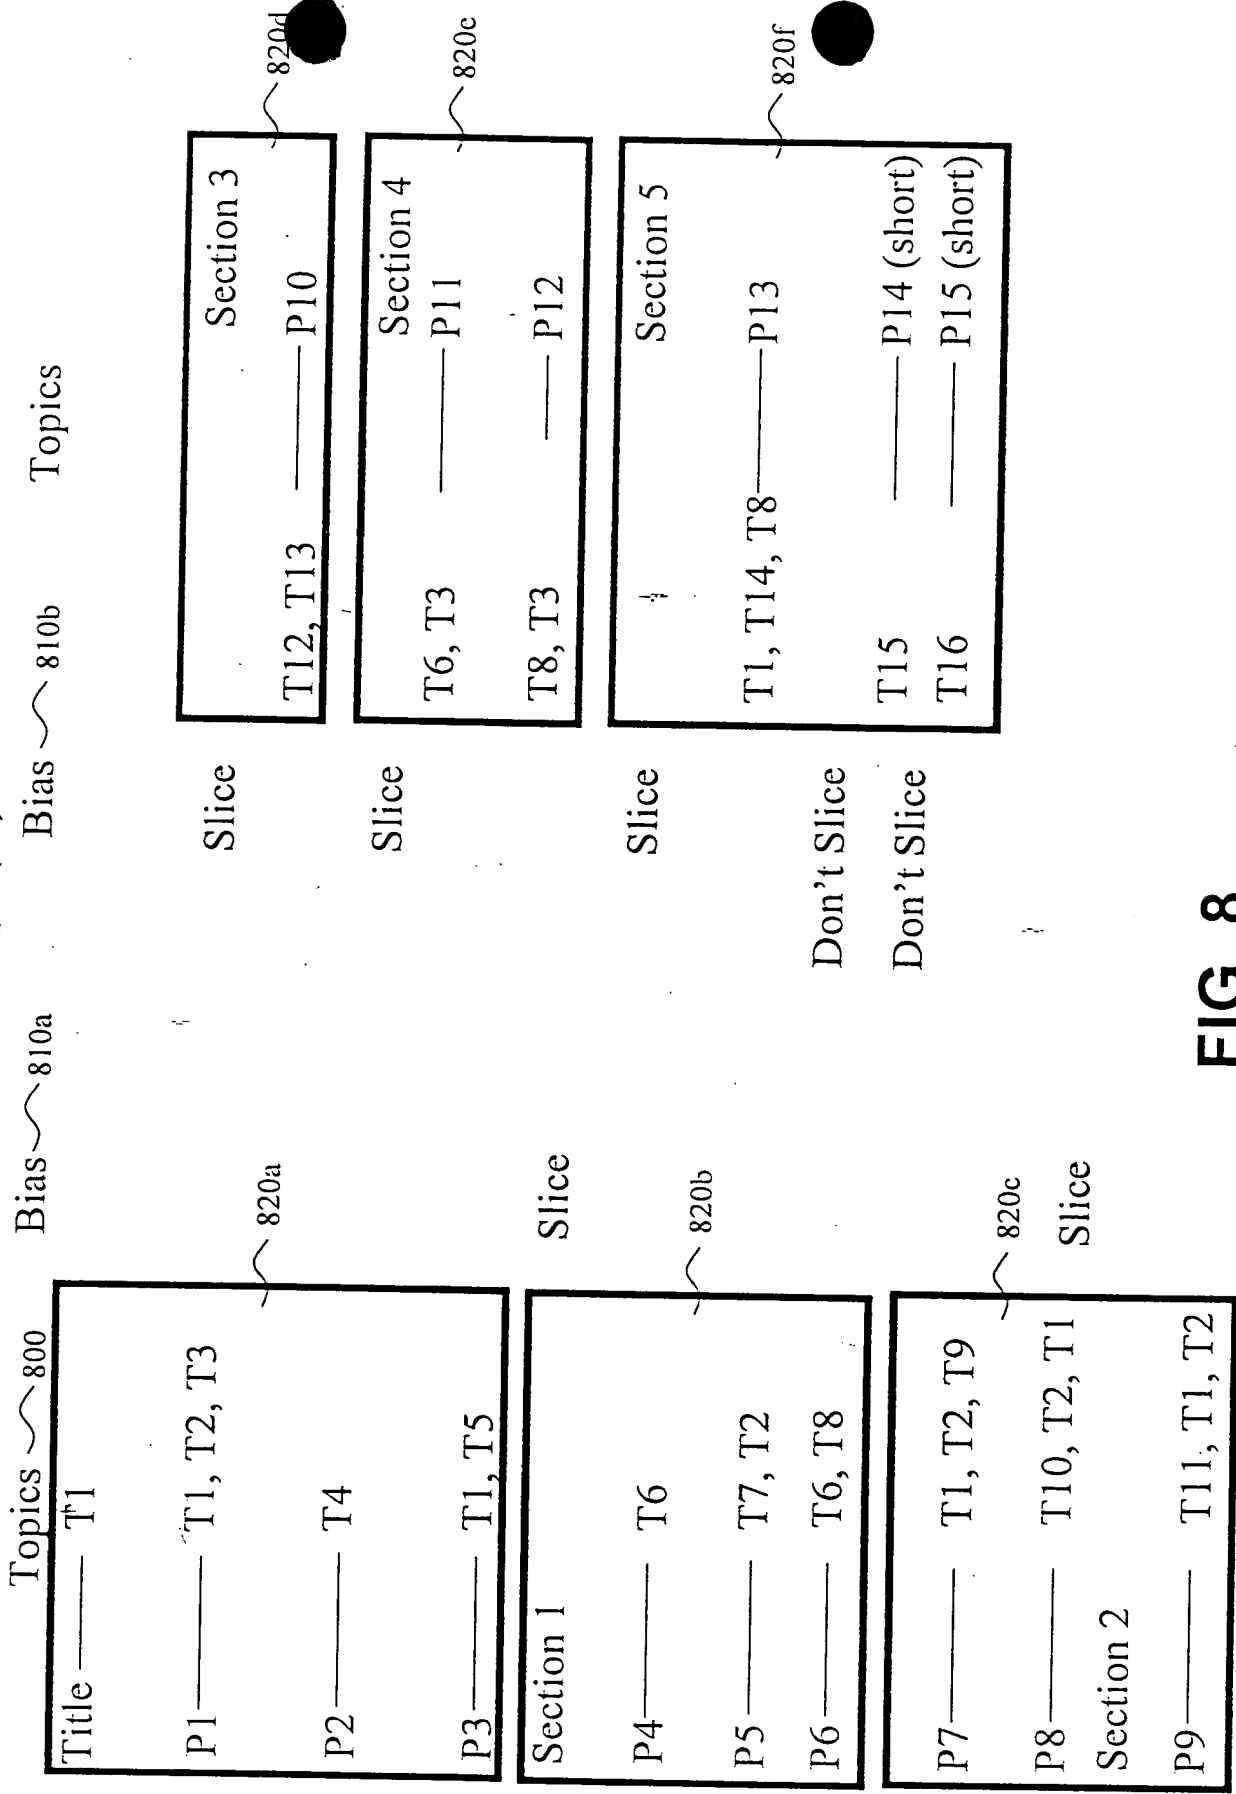 Topics 800 Bias 810a Bias 810b Topics
Title T1
P1 T1, T2, T3
P2 T4
P3 T1, T5
820a
Section 1 Slice
P4 T6
820b
P5 T7, T2
P6 T6, T8
P7 T1, T2, T9
820c
P8 T10, T2, T1
Slice
Section 2
P9 T11, T1, T2
Slice Section 3
820d
T12, T13 P10
Slice Section 4
820e
T6, T3 P11
T8, T3 P12
Slice Section 5
820f
T1, T14, T8 P13
Don't Slice
T15 P14 (short)
Don't Slice
T16 P15 (short)
FIG 8